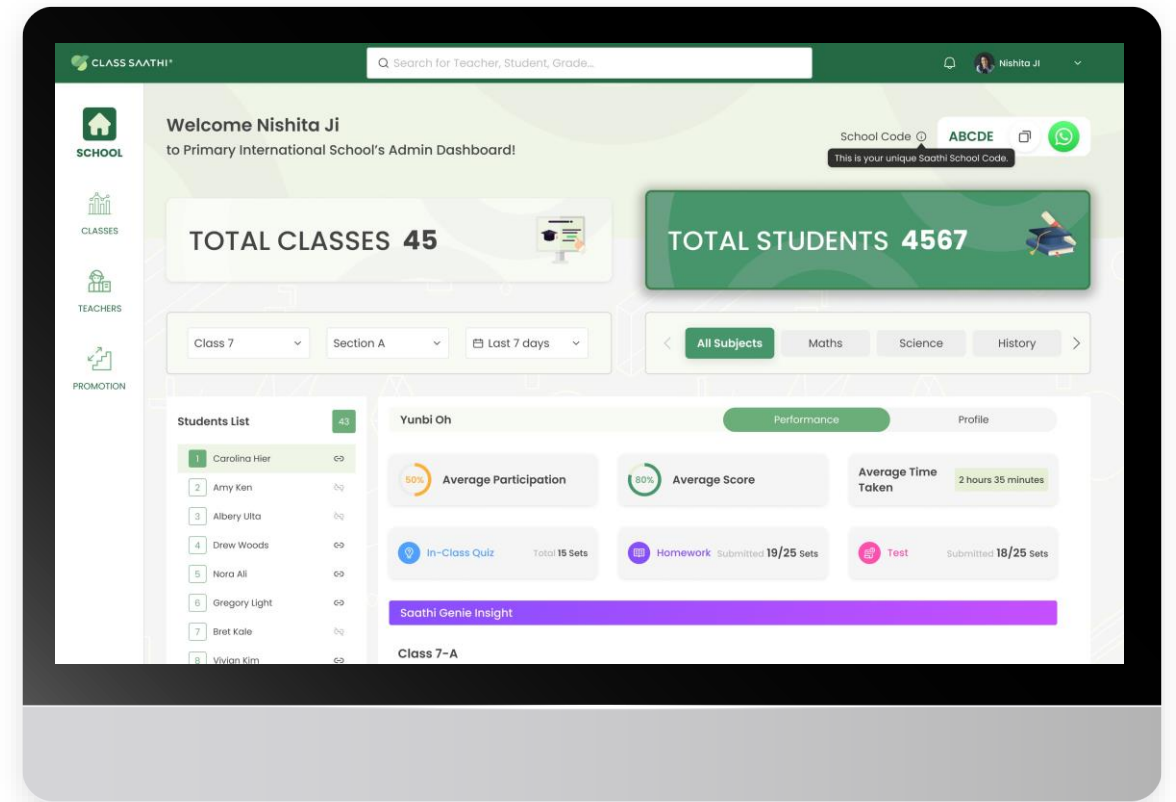 CLASS SAATHI®
Search for Teacher, Student, Grade...
Nishita JI
SCHOOL
CLASSES
TEACHERS
PROMOTION
Welcome Nishita Ji
to Primary International School's Admin Dashboard!
School Code
ABCDE
This is your unique Saathi School Code.
TOTAL CLASSES 45
TOTAL STUDENTS 4567
Class 7
Section A
Last 7 days
All Subjects
Maths
Science
History
Students List 43
1 Carolina Hier
2 Amy Ken
3 Albery Ulta
4 Drew Woods
5 Nora Ali
6 Gregory Light
7 Bret Kale
8 Vivian Kim
Yunbi Oh
Performance
Profile
50% Average Participation
80% Average Score
Average Time
Taken
2 hours 35 minutes
In-Class Quiz Total 15 Sets
Homework Submitted 19/25 Sets
Test Submitted 18/25 Sets
Saathi Genie Insight
Class 7-A